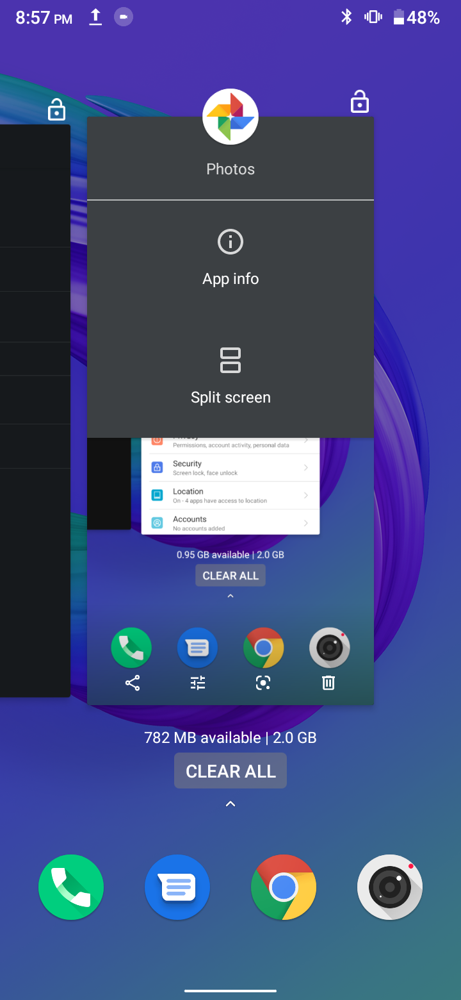 8:57 PM 48%
Photos
App info
Split screen
Permissions, account activity, personal data
Security
Screen lock, face unlock
Location
On - 4 apps have access to location
Accounts
No accounts added
0.95 GB available | 2.0 GB
CLEAR ALL
782 MB available | 2.0 GB
CLEAR ALL